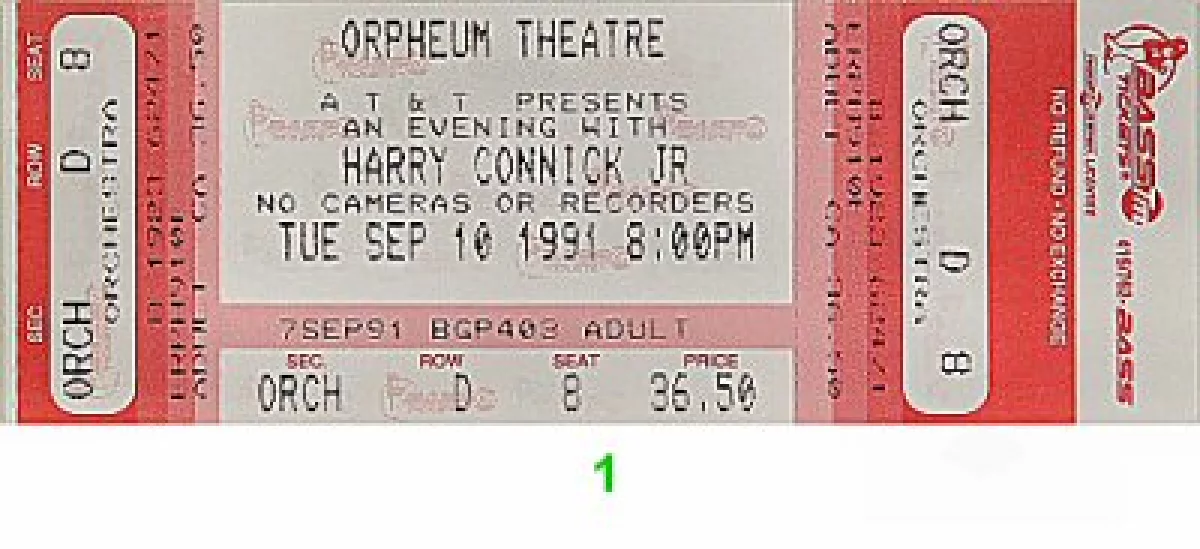 ORPHEUM THEATRE
A T & T PRESENTS
AN EVENING WITH
HARRY CONNICK JR
NO CAMERAS OR RECORDERS
TUE SEP 10 1991 8:00PM
7SEP91 BGP403 ADULT
SEC. ROW SEAT PRICE
ORCH D 8 36.50
SEC. ROW SEAT
ORCH D 8
ORCHESTRA
ORCH D 8
ORCHESTRA
NO REFUND • NO EXCHANGE
BASS
TICKETS
1